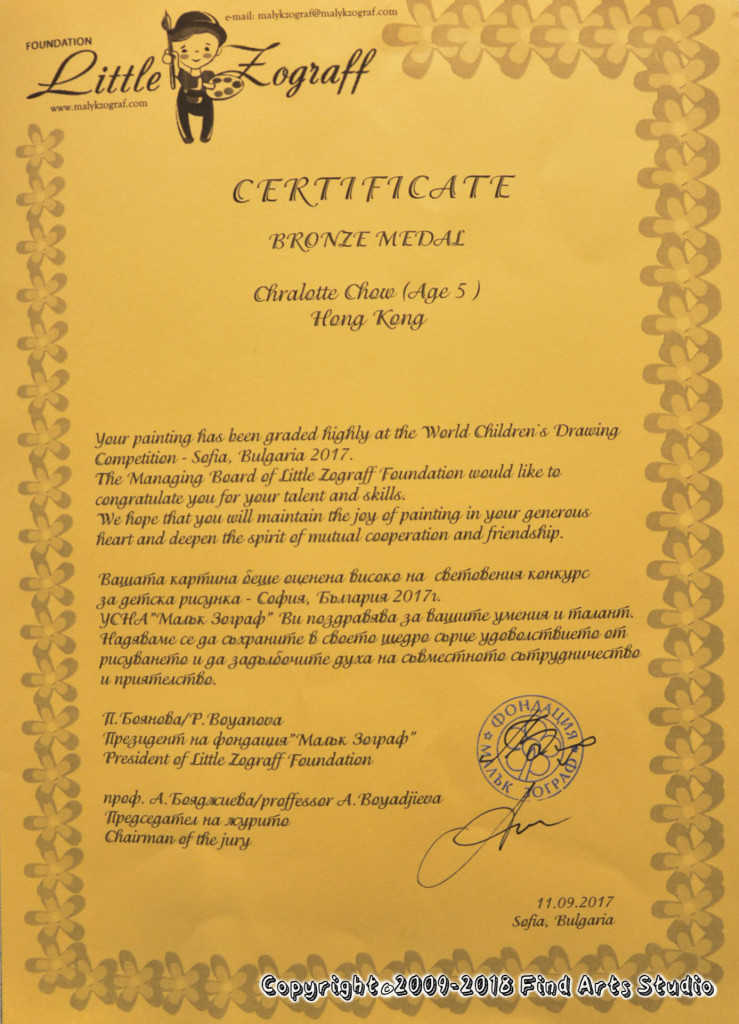 e-mail: malykzograf@malykzograf.com
FOUNDATION
Little Zograff
www.malykzograf.com
CERTIFICATE
BRONZE MEDAL
Chralotte Chow (Age 5 )
Hong Kong
Your painting has been graded highly at the World Children's Drawing
Competition - Sofia, Bulgaria 2017.
The Managing Board of Little Zograff Foundation would like to
congratulate you for your talent and skills.
We hope that you will maintain the joy of painting in your generous
heart and deepen the spirit of mutual cooperation and friendship.
Вашата картина беше оценена високо на световения конкурс
за детска рисунка - София, България 2017г.
УСНА"Малък Зограф" Ви поздравява за вашите умения и талант.
Надяваме се да съхраните в своето щедро сърце удоволствието от
рисуването и да задълбочите духа на съвместното сътрудничество
и приятелство.
П.Боянова/P.Boyanova
Президент на фондация"Малък Зограф"
President of Little Zograff Foundation
ФОНДАЦИЯ
МАЛЪК ЗОГРАФ
проф. А.Бояджиева/proffessor A.Boyadjieva
Председател на журито
Chairman of the jury
11.09.2017
Sofia, Bulgaria
Copyright©2009-2018 Find Arts Studio